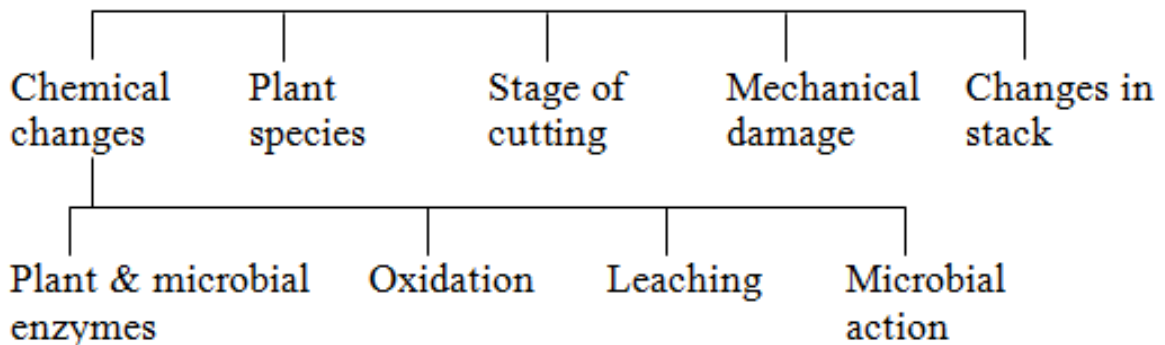 Chemical changes
Plant species
Stage of cutting
Mechanical damage
Changes in stack
Plant & microbial enzymes
Oxidation
Leaching
Microbial action